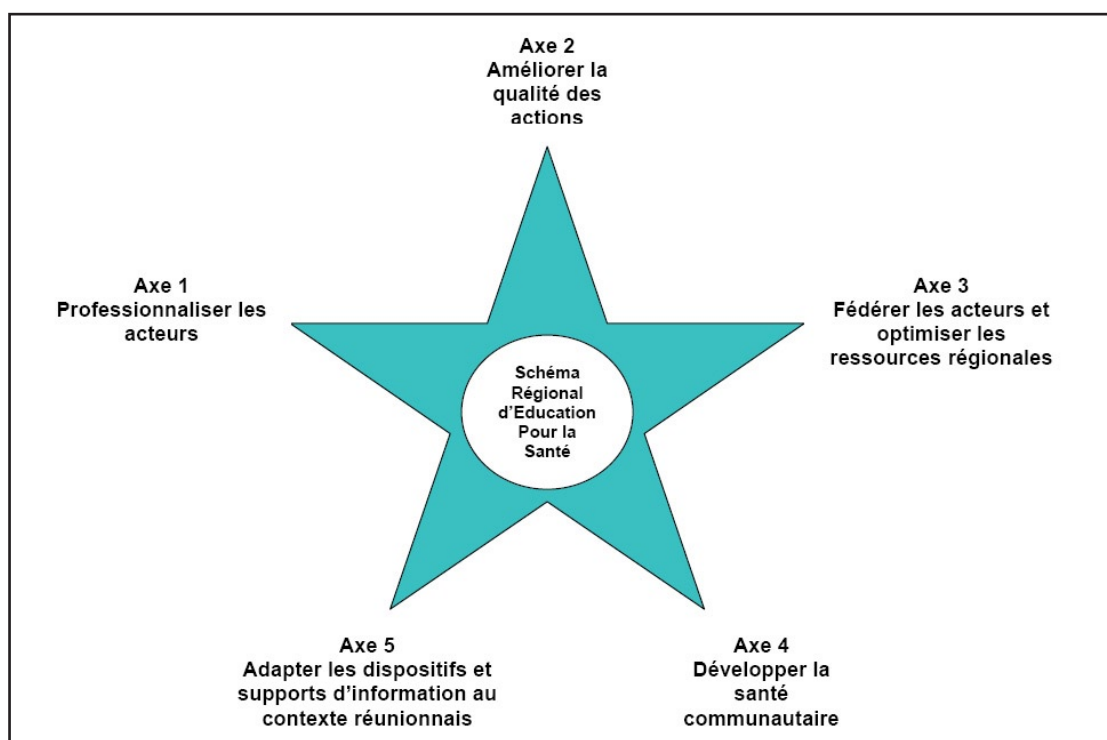 Axe 2
Améliorer la
qualité des
actions
Axe 1
Professionnaliser les
acteurs
Axe 3
Fédérer les acteurs et
optimiser les
ressources régionales
Schéma
Régional
d’Education
Pour la
Santé
Axe 5
Adapter les dispositifs et
supports d’information au
contexte réunionnais
Axe 4
Développer la
santé
communautaire